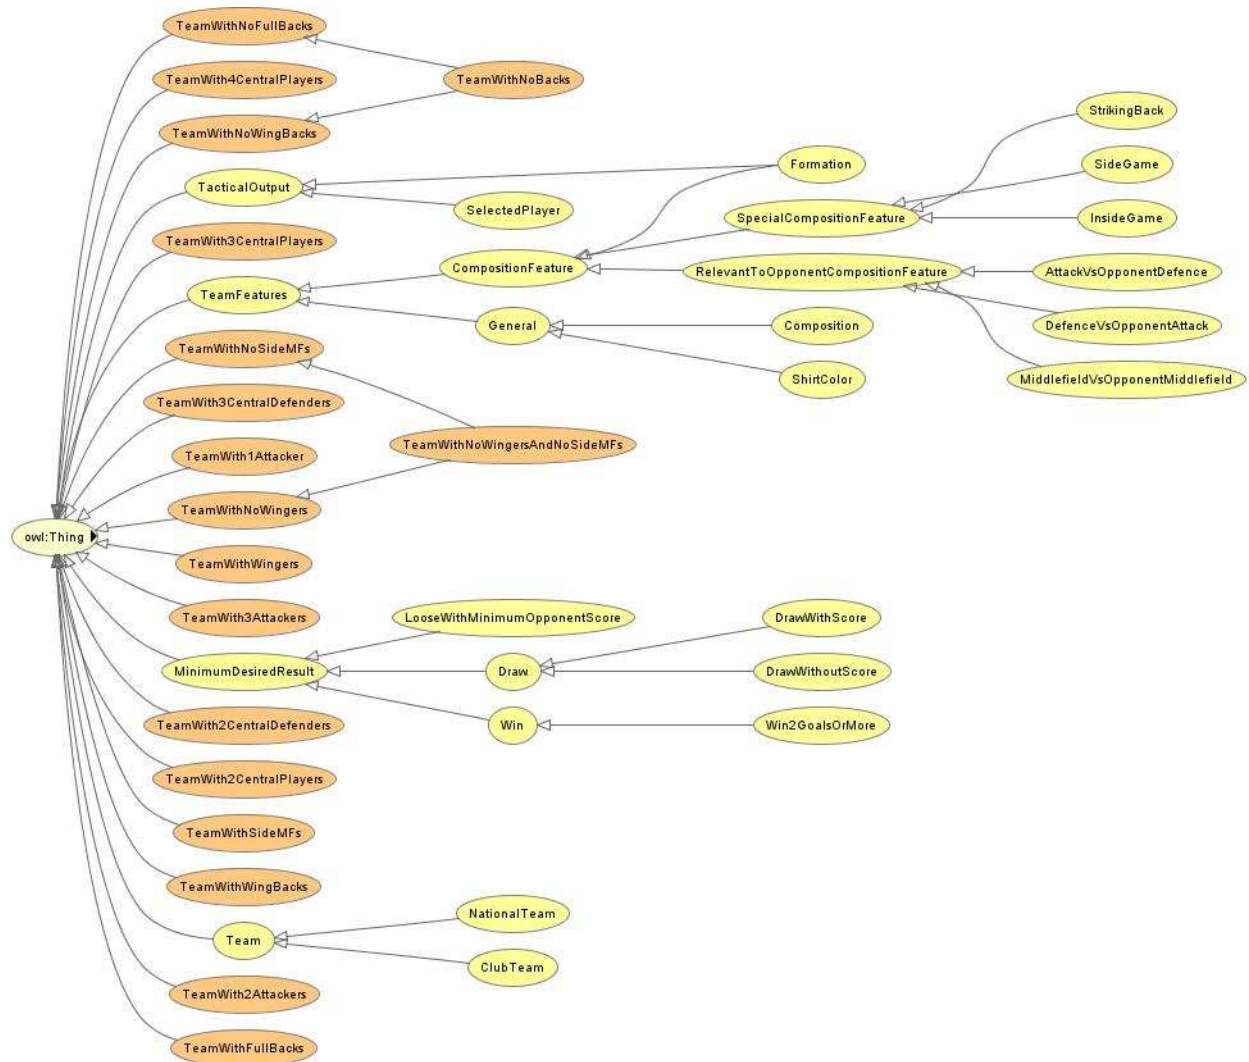 TeamWithNoFullBacks
TeamWith4CentralPlayers
TeamWithNoBacks
TeamWithNoWingBacks
StrikingBack
Formation
SideGame
TacticalOutput
SelectedPlayer
SpecialCompositionFeature
InsideGame
TeamWith3CentralPlayers
CompositionFeature
RelevantToOpponentCompositionFeature
AttackVsOpponentDefence
TeamFeatures
General
Composition
DefenceVsOpponentAttack
TeamWithNoSideMFs
ShirtColor
MiddlefieldVsOpponentMiddlefield
TeamWith3CentralDefenders
TeamWithNoWingersAndNoSideMFs
TeamWith1Attacker
TeamWithNoWingers
owl:Thing
TeamWithWingers
TeamWith3Attackers
LooseWithMinimumOpponentScore
DrawWithScore
MinimumDesiredResult
Draw
DrawWithoutScore
TeamWith2CentralDefenders
Win
Win2GoalsOrMore
TeamWith2CentralPlayers
TeamWithSideMFs
TeamWithWingBacks
NationalTeam
Team
ClubTeam
TeamWith2Attackers
TeamWithFullBacks